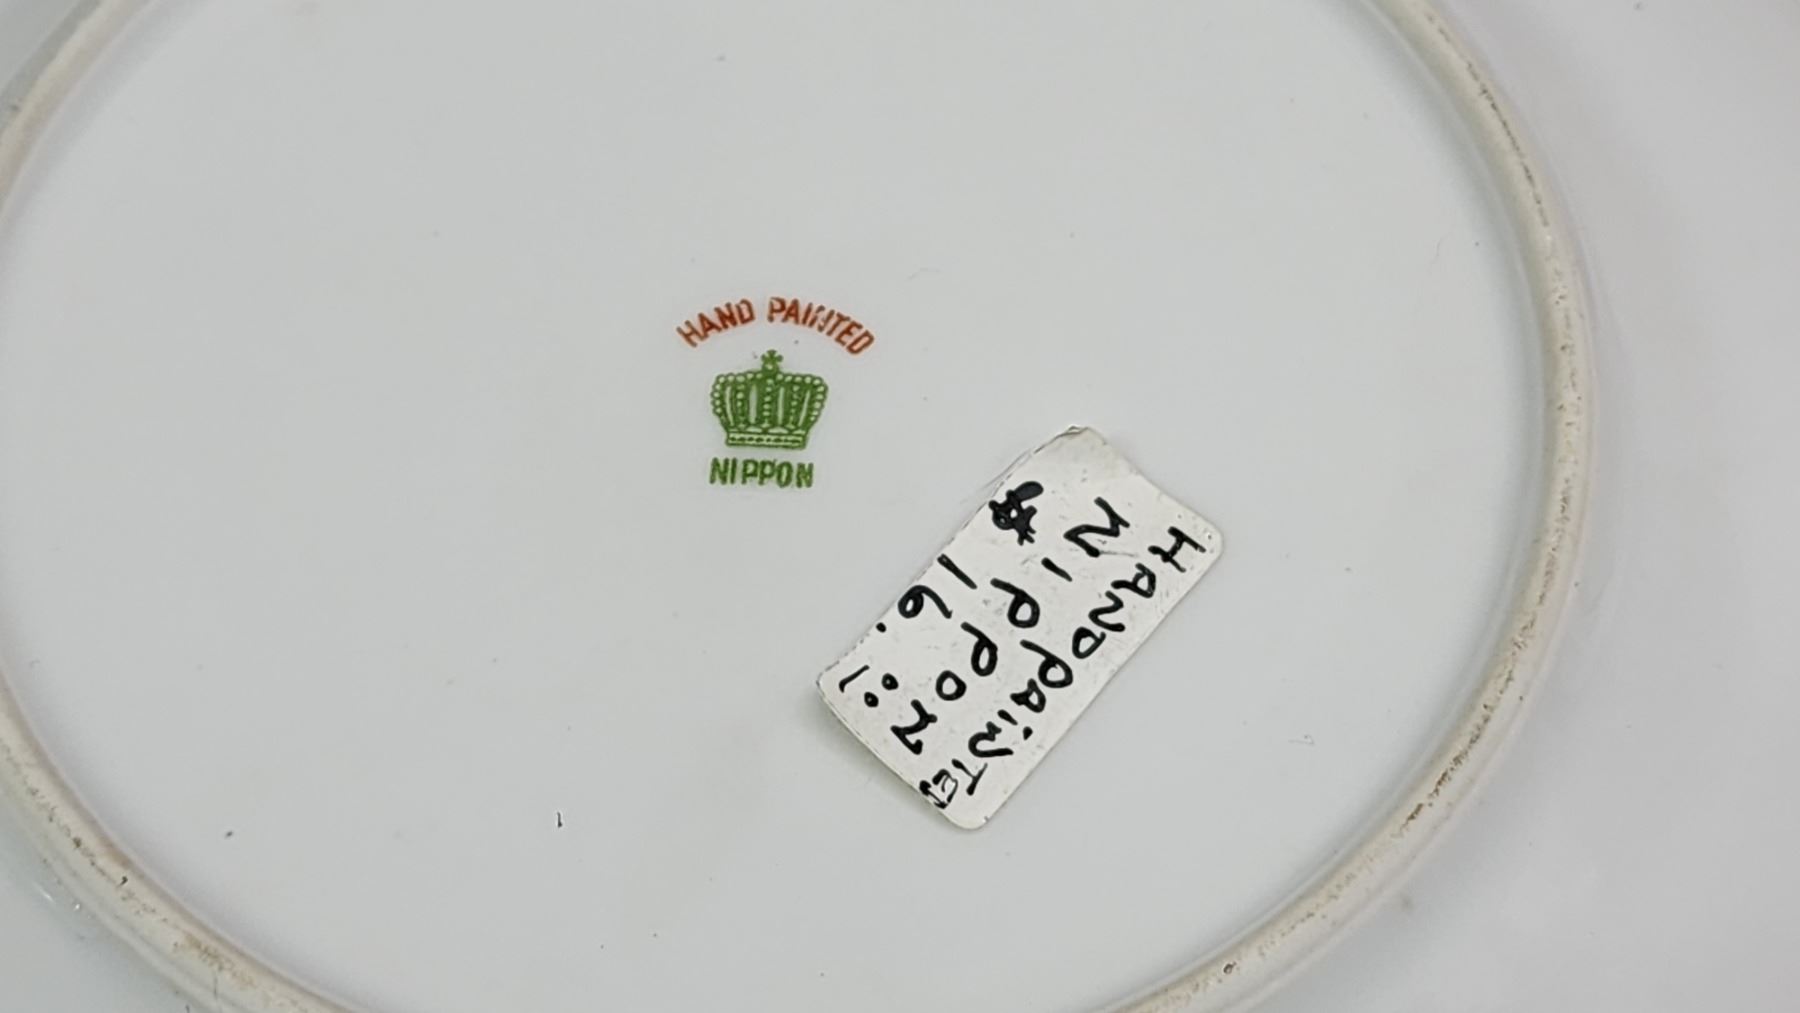 HAND PAINTED
NIPPON
HANDPAINTED
NIPPON
$16.00